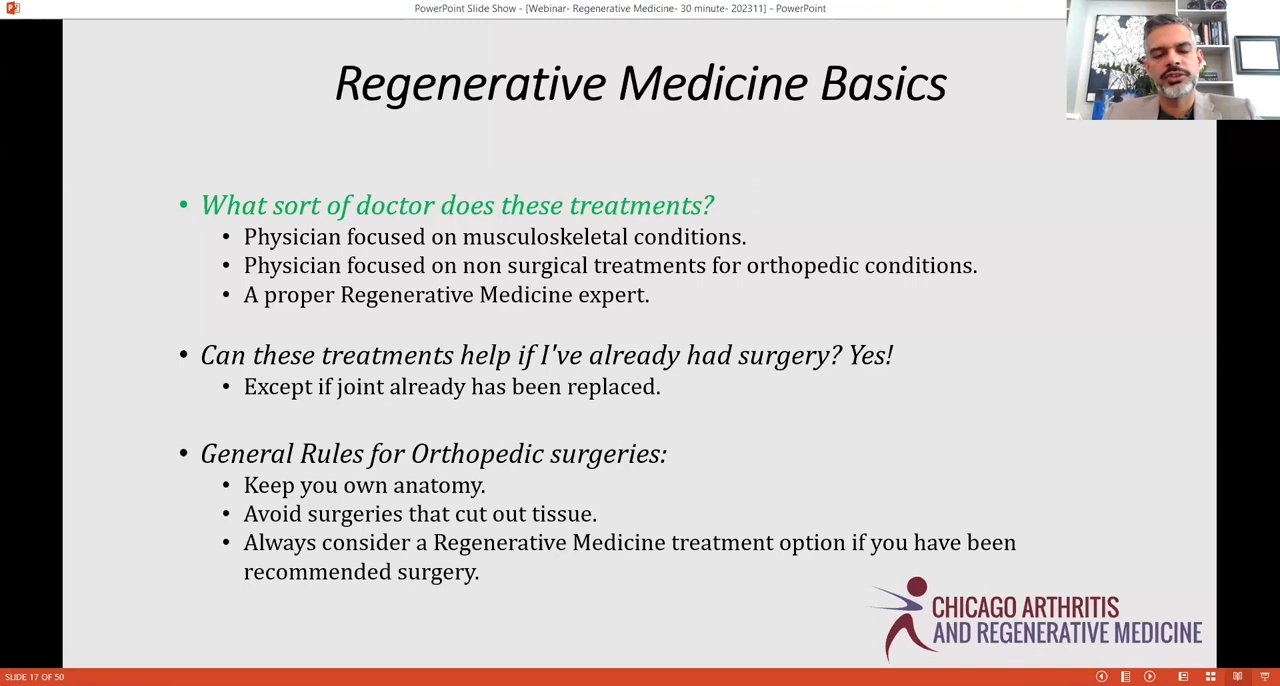 PowerPoint Slide Show - [Webinar- Regenerative Medicine- 30 minute- 202311] - PowerPoint
Regenerative Medicine Basics
• What sort of doctor does these treatments?
• Physician focused on musculoskeletal conditions.
• Physician focused on non surgical treatments for orthopedic conditions.
• A proper Regenerative Medicine expert.
• Can these treatments help if I've already had surgery? Yes!
• Except if joint already has been replaced.
• General Rules for Orthopedic surgeries:
• Keep you own anatomy.
• Avoid surgeries that cut out tissue.
• Always consider a Regenerative Medicine treatment option if you have been
recommended surgery.
CHICAGO ARTHRITIS
AND REGENERATIVE MEDICINE
SLIDE 17 OF 50